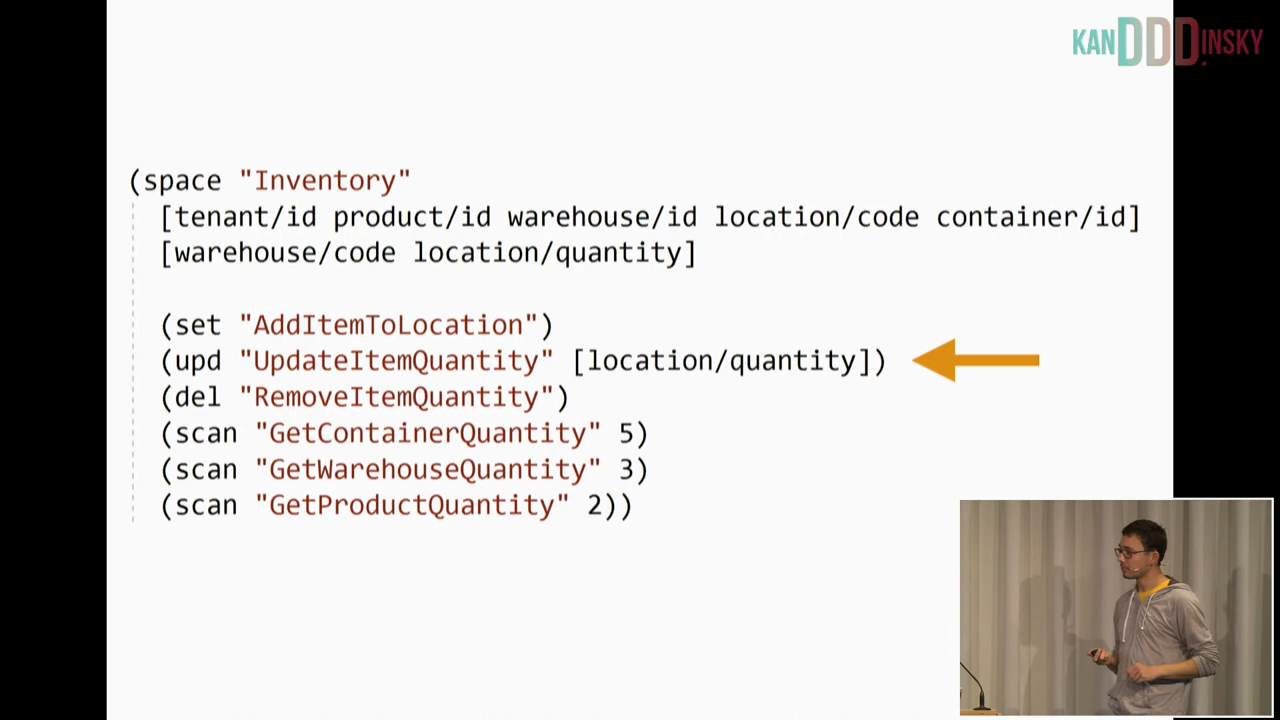 KANDDDINSKY
(space "Inventory"
[tenant/id product/id warehouse/id location/code container/id]
[warehouse/code location/quantity]
(set "AddItemToLocation")
(upd "UpdateItemQuantity" [location/quantity])
(del "RemoveItemQuantity")
(scan "GetContainerQuantity" 5)
(scan "GetWarehouseQuantity" 3)
(scan "GetProductQuantity" 2))